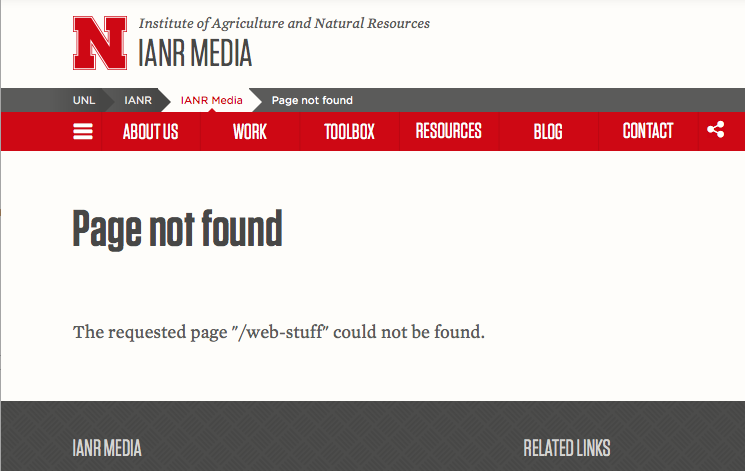 N
Institute of Agriculture and Natural Resources
IANR MEDIA
UNL IANR IANR Media Page not found
ABOUT US WORK TOOLBOX RESOURCES BLOG CONTACT
Page not found
The requested page "/web-stuff" could not be found.
IANR MEDIA RELATED LINKS